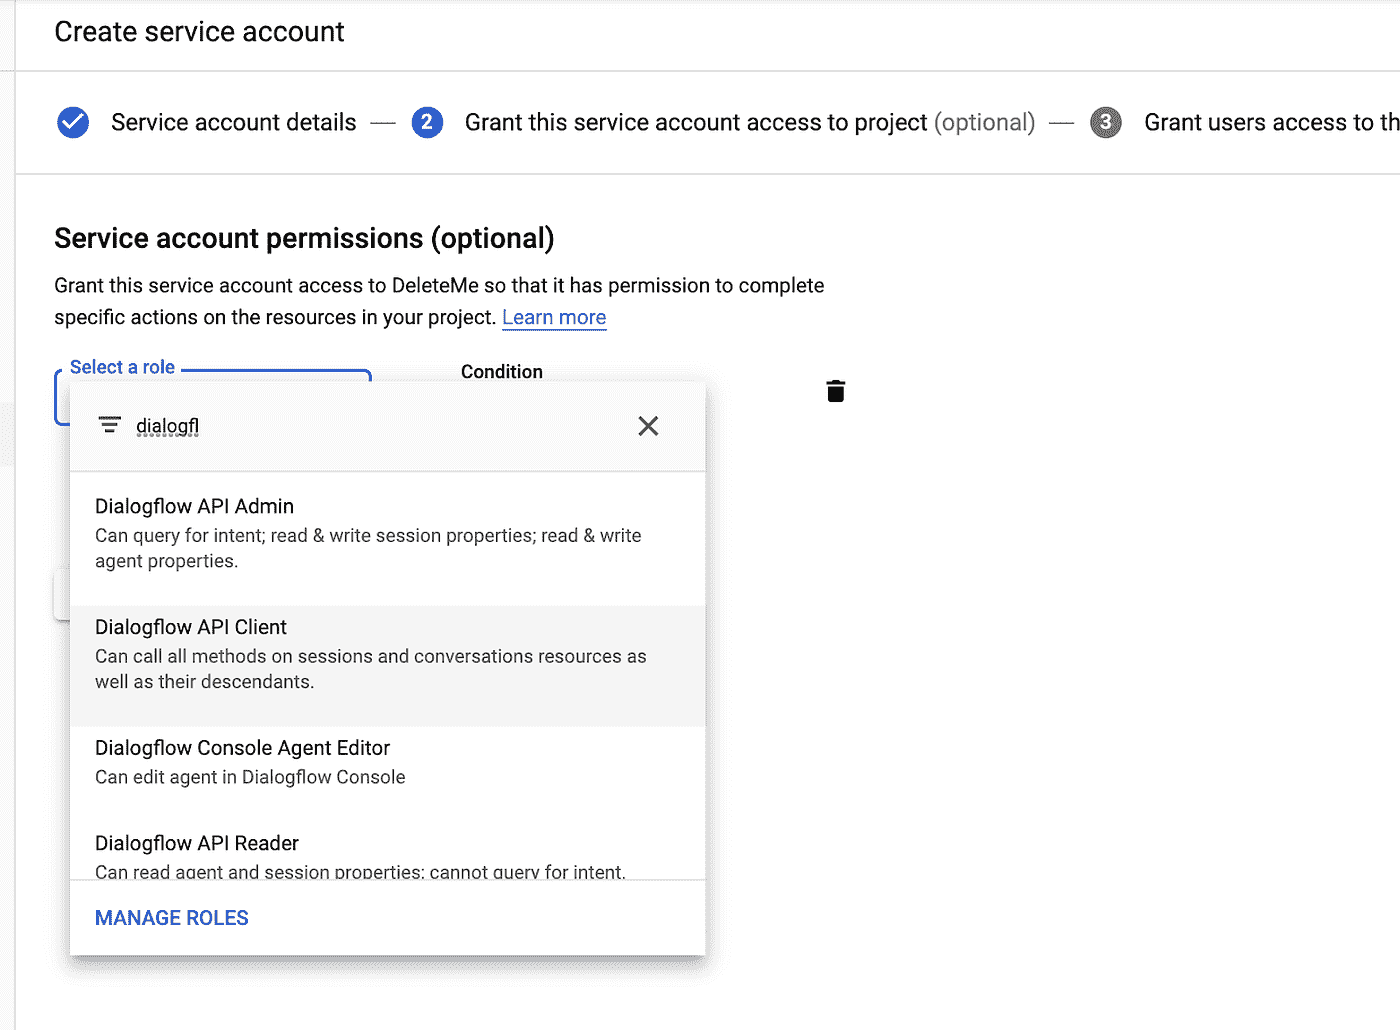 Create service account
Service account details — 2 Grant this service account access to project (optional) — 3 Grant users access to th
Service account permissions (optional)
Grant this service account access to DeleteMe so that it has permission to complete
specific actions on the resources in your project. Learn more
Select a role
Condition
dialogfl
Dialogflow API Admin
Can query for intent; read & write session properties; read & write
agent properties.
Dialogflow API Client
Can call all methods on sessions and conversations resources as
well as their descendants.
Dialogflow Console Agent Editor
Can edit agent in Dialogflow Console
Dialogflow API Reader
Can read agent and session properties; cannot query for intent.
MANAGE ROLES